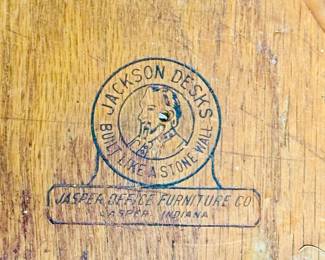 JACKSON DESKS
BUILT LIKE A STONE WALL
JASPER OFFICE FURNITURE CO
JASPER. INDIANA